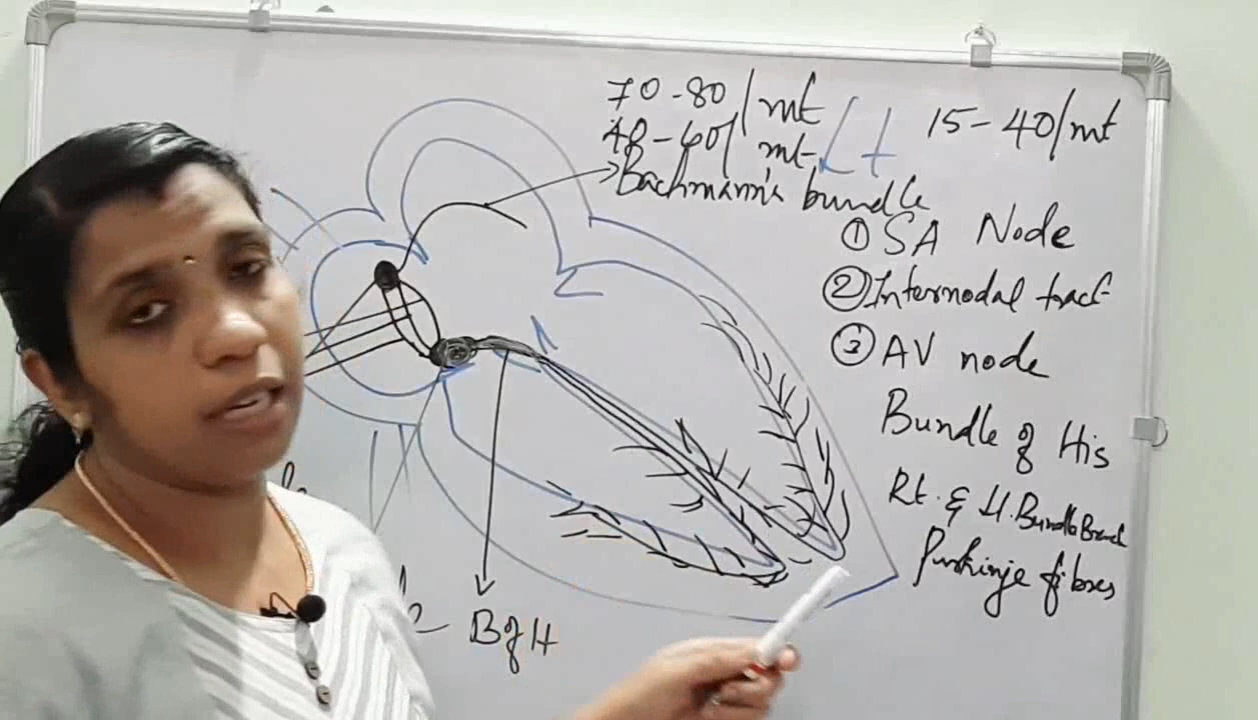 70-80/mt
40-60/mt
Lt
15-40/mt
Bachmann's bundle
① SA Node
② Internodal tract
③ AV node
Bundle of His
Rt. & Lt. Bundle Branch
Purkinje fibres
B of H